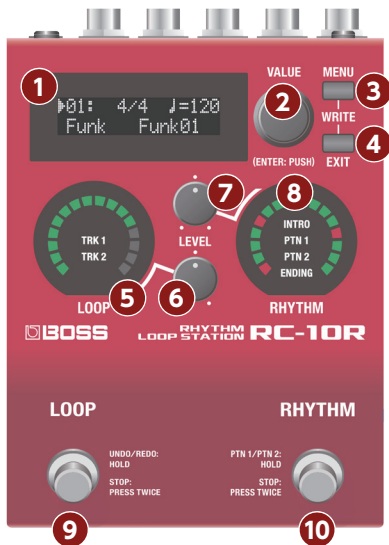 1
01: 4/4 ♩=120
Funk Funk01
VALUE
2
(ENTER: PUSH)
MENU
3
WRITE
4
EXIT
7
LEVEL
6
TRK 1
TRK 2
5
LOOP
8
INTRO
PTN 1
PTN 2
ENDING
RHYTHM
BOSS
RHYTHM
LOOP STATION
RC-10R
LOOP
UNDO/REDO:
HOLD
STOP:
PRESS TWICE
9
RHYTHM
PTN 1/PTN 2:
HOLD
STOP:
PRESS TWICE
10